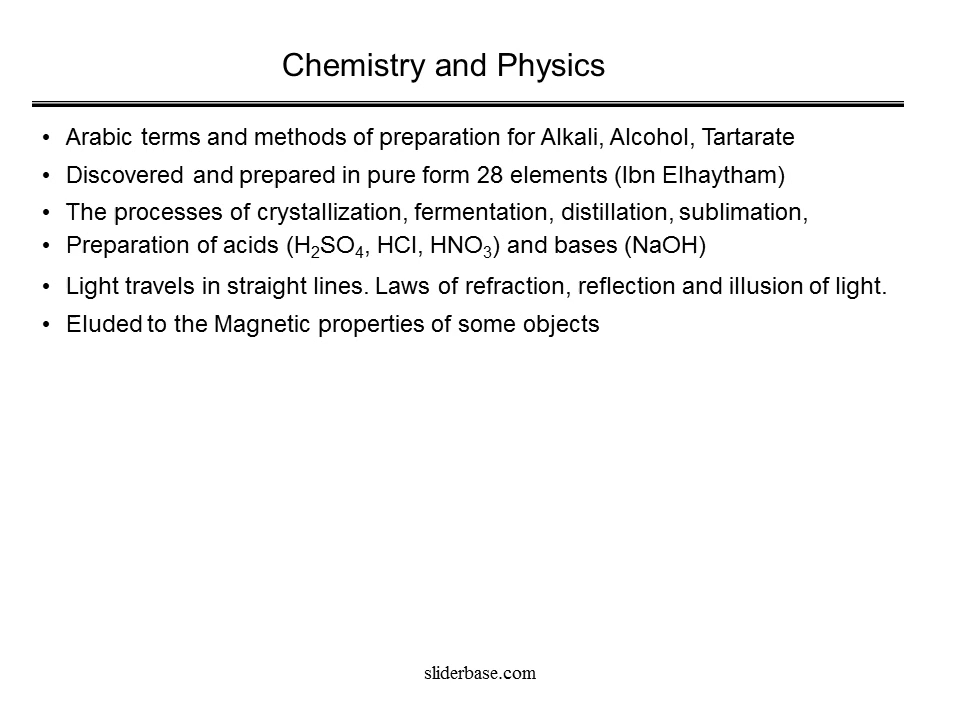 Chemistry and Physics
• Arabic terms and methods of preparation for Alkali, Alcohol, Tartarate
• Discovered and prepared in pure form 28 elements (Ibn Elhaytham)
• The processes of crystallization, fermentation, distillation, sublimation,
• Preparation of acids (H₂SO₄, HCl, HNO₃) and bases (NaOH)
• Light travels in straight lines. Laws of refraction, reflection and illusion of light.
• Eluded to the Magnetic properties of some objects
sliderbase.com